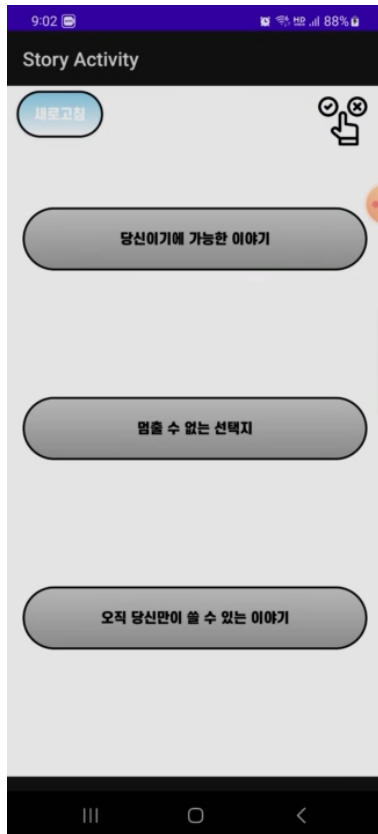 9:02
88%
Story Activity
새로고침
당신이기에 가능한 이야기
멈출 수 없는 선택지
오직 당신만이 쓸 수 있는 이야기